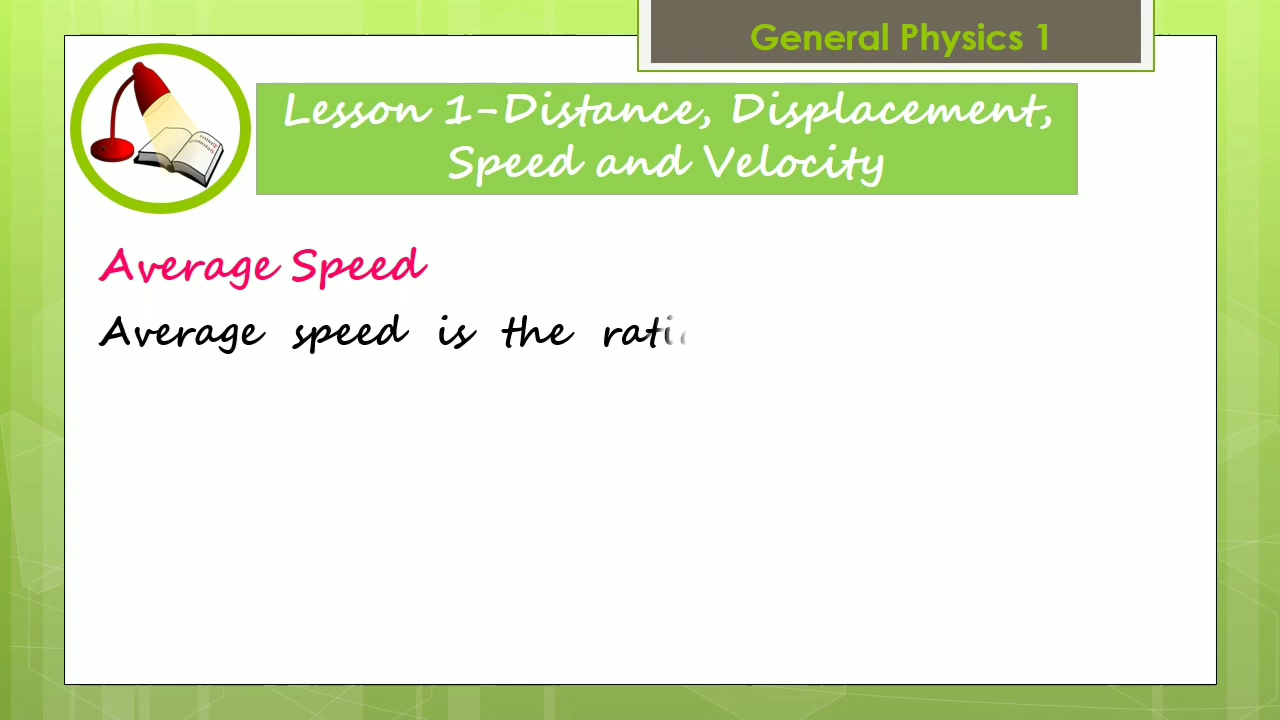 General Physics 1
Lesson 1-Distance, Displacement,
Speed and Velocity
Average Speed
Average speed is the rati